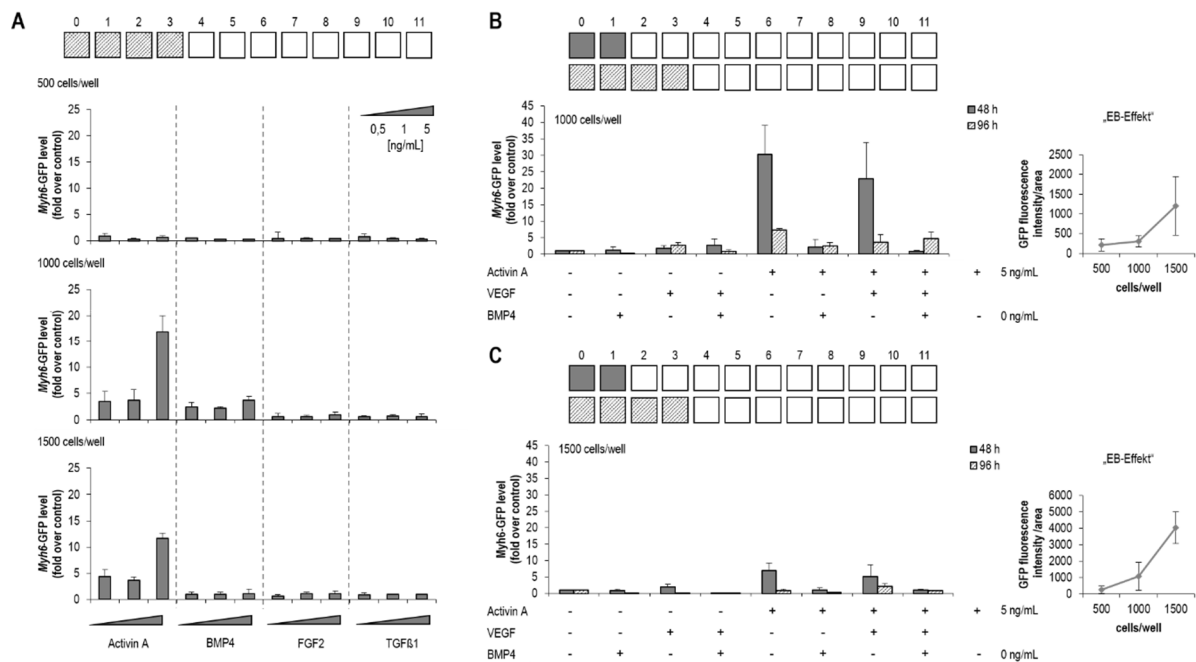 A
0 1 2 3 4 5 6 7 8 9 10 11
500 cells/well
Myh6-GFP level
(fold over control)
25
20
15
10
5
0
0,5 1 5
[ng/mL]
1000 cells/well
Myh6-GFP level
(fold over control)
25
20
15
10
5
0
1500 cells/well
Myh6-GFP level
(fold over control)
25
20
15
10
5
0
Activin A BMP4 FGF2 TGFß1
B
0 1 2 3 4 5 6 7 8 9 10 11
1000 cells/well
48 h
96 h
Myh6-GFP level
(fold over control)
45
40
35
30
25
20
15
10
5
0
Activin A - - - - + + + + + 5 ng/mL
VEGF - - + + - - + +
BMP4 - + - + - + - + - 0 ng/mL
„EB-Effekt“
GFP fluorescence
intensity/area
2500
2000
1500
1000
500
0
500 1000 1500
cells/well
C
0 1 2 3 4 5 6 7 8 9 10 11
1500 cells/well
48 h
96 h
Myh6-GFP level
(fold over control)
45
40
35
30
25
20
15
10
5
0
Activin A - - - - + + + + + 5 ng/mL
VEGF - - + + - - + +
BMP4 - + - + - + - + - 0 ng/mL
„EB-Effekt“
GFP fluorescence
intensity /area
6000
5000
4000
3000
2000
1000
0
500 1000 1500
cells/well